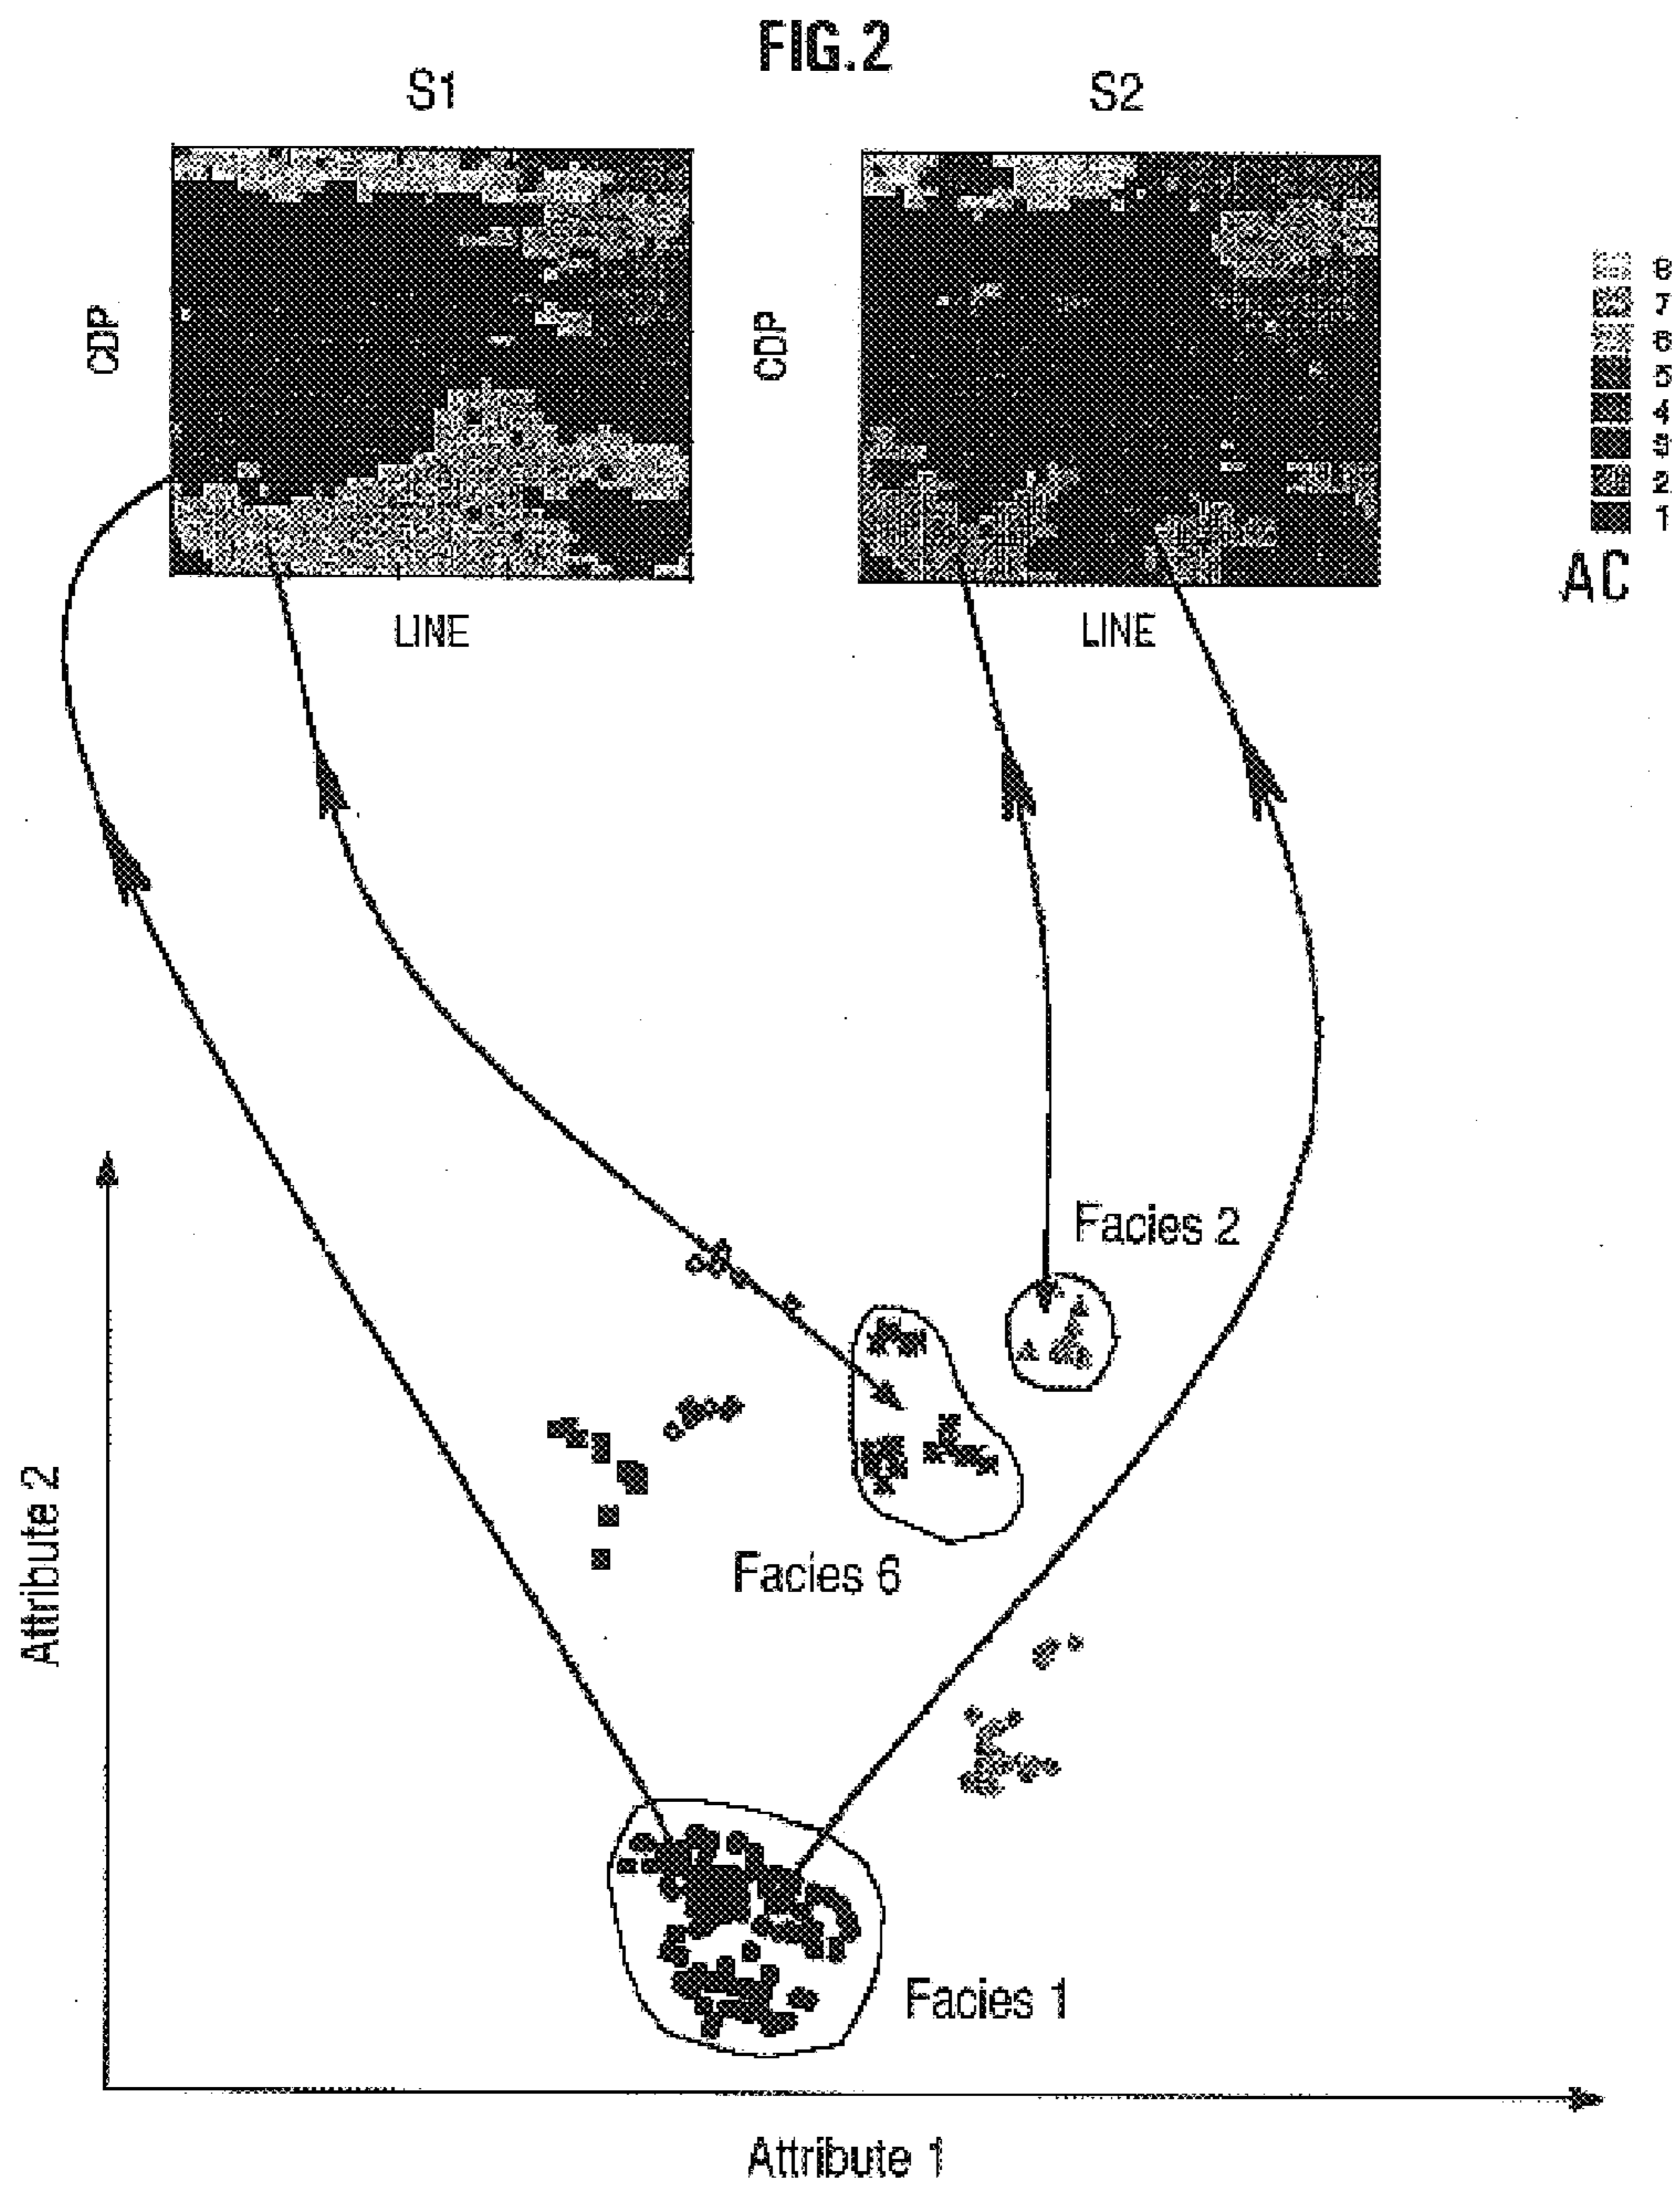 FIG.2
S1
S2
CDP
CDP
8
7
6
5
4
3
2
1
AC
LINE
LINE
Facies 2
Facies 6
Facies 1
Attribute 2
Attribute 1